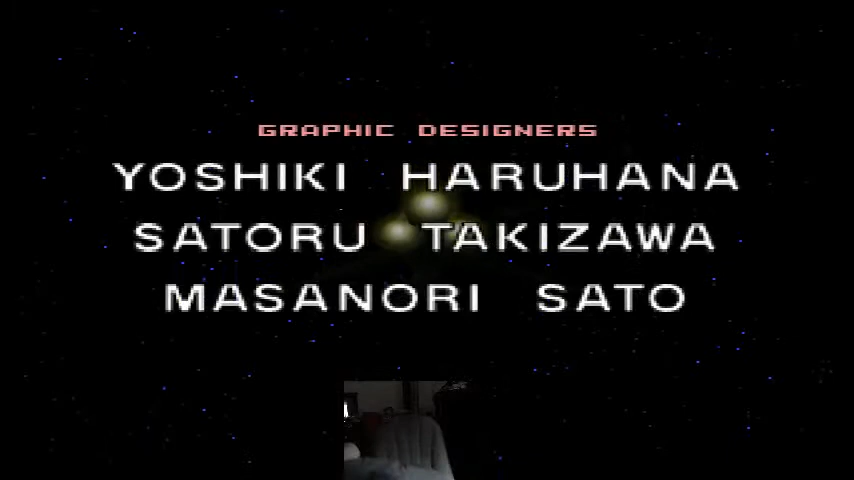 GRAPHIC DESIGNERS
YOSHIKI HARUHANA
SATORU TAKIZAWA
MASANORI SATO